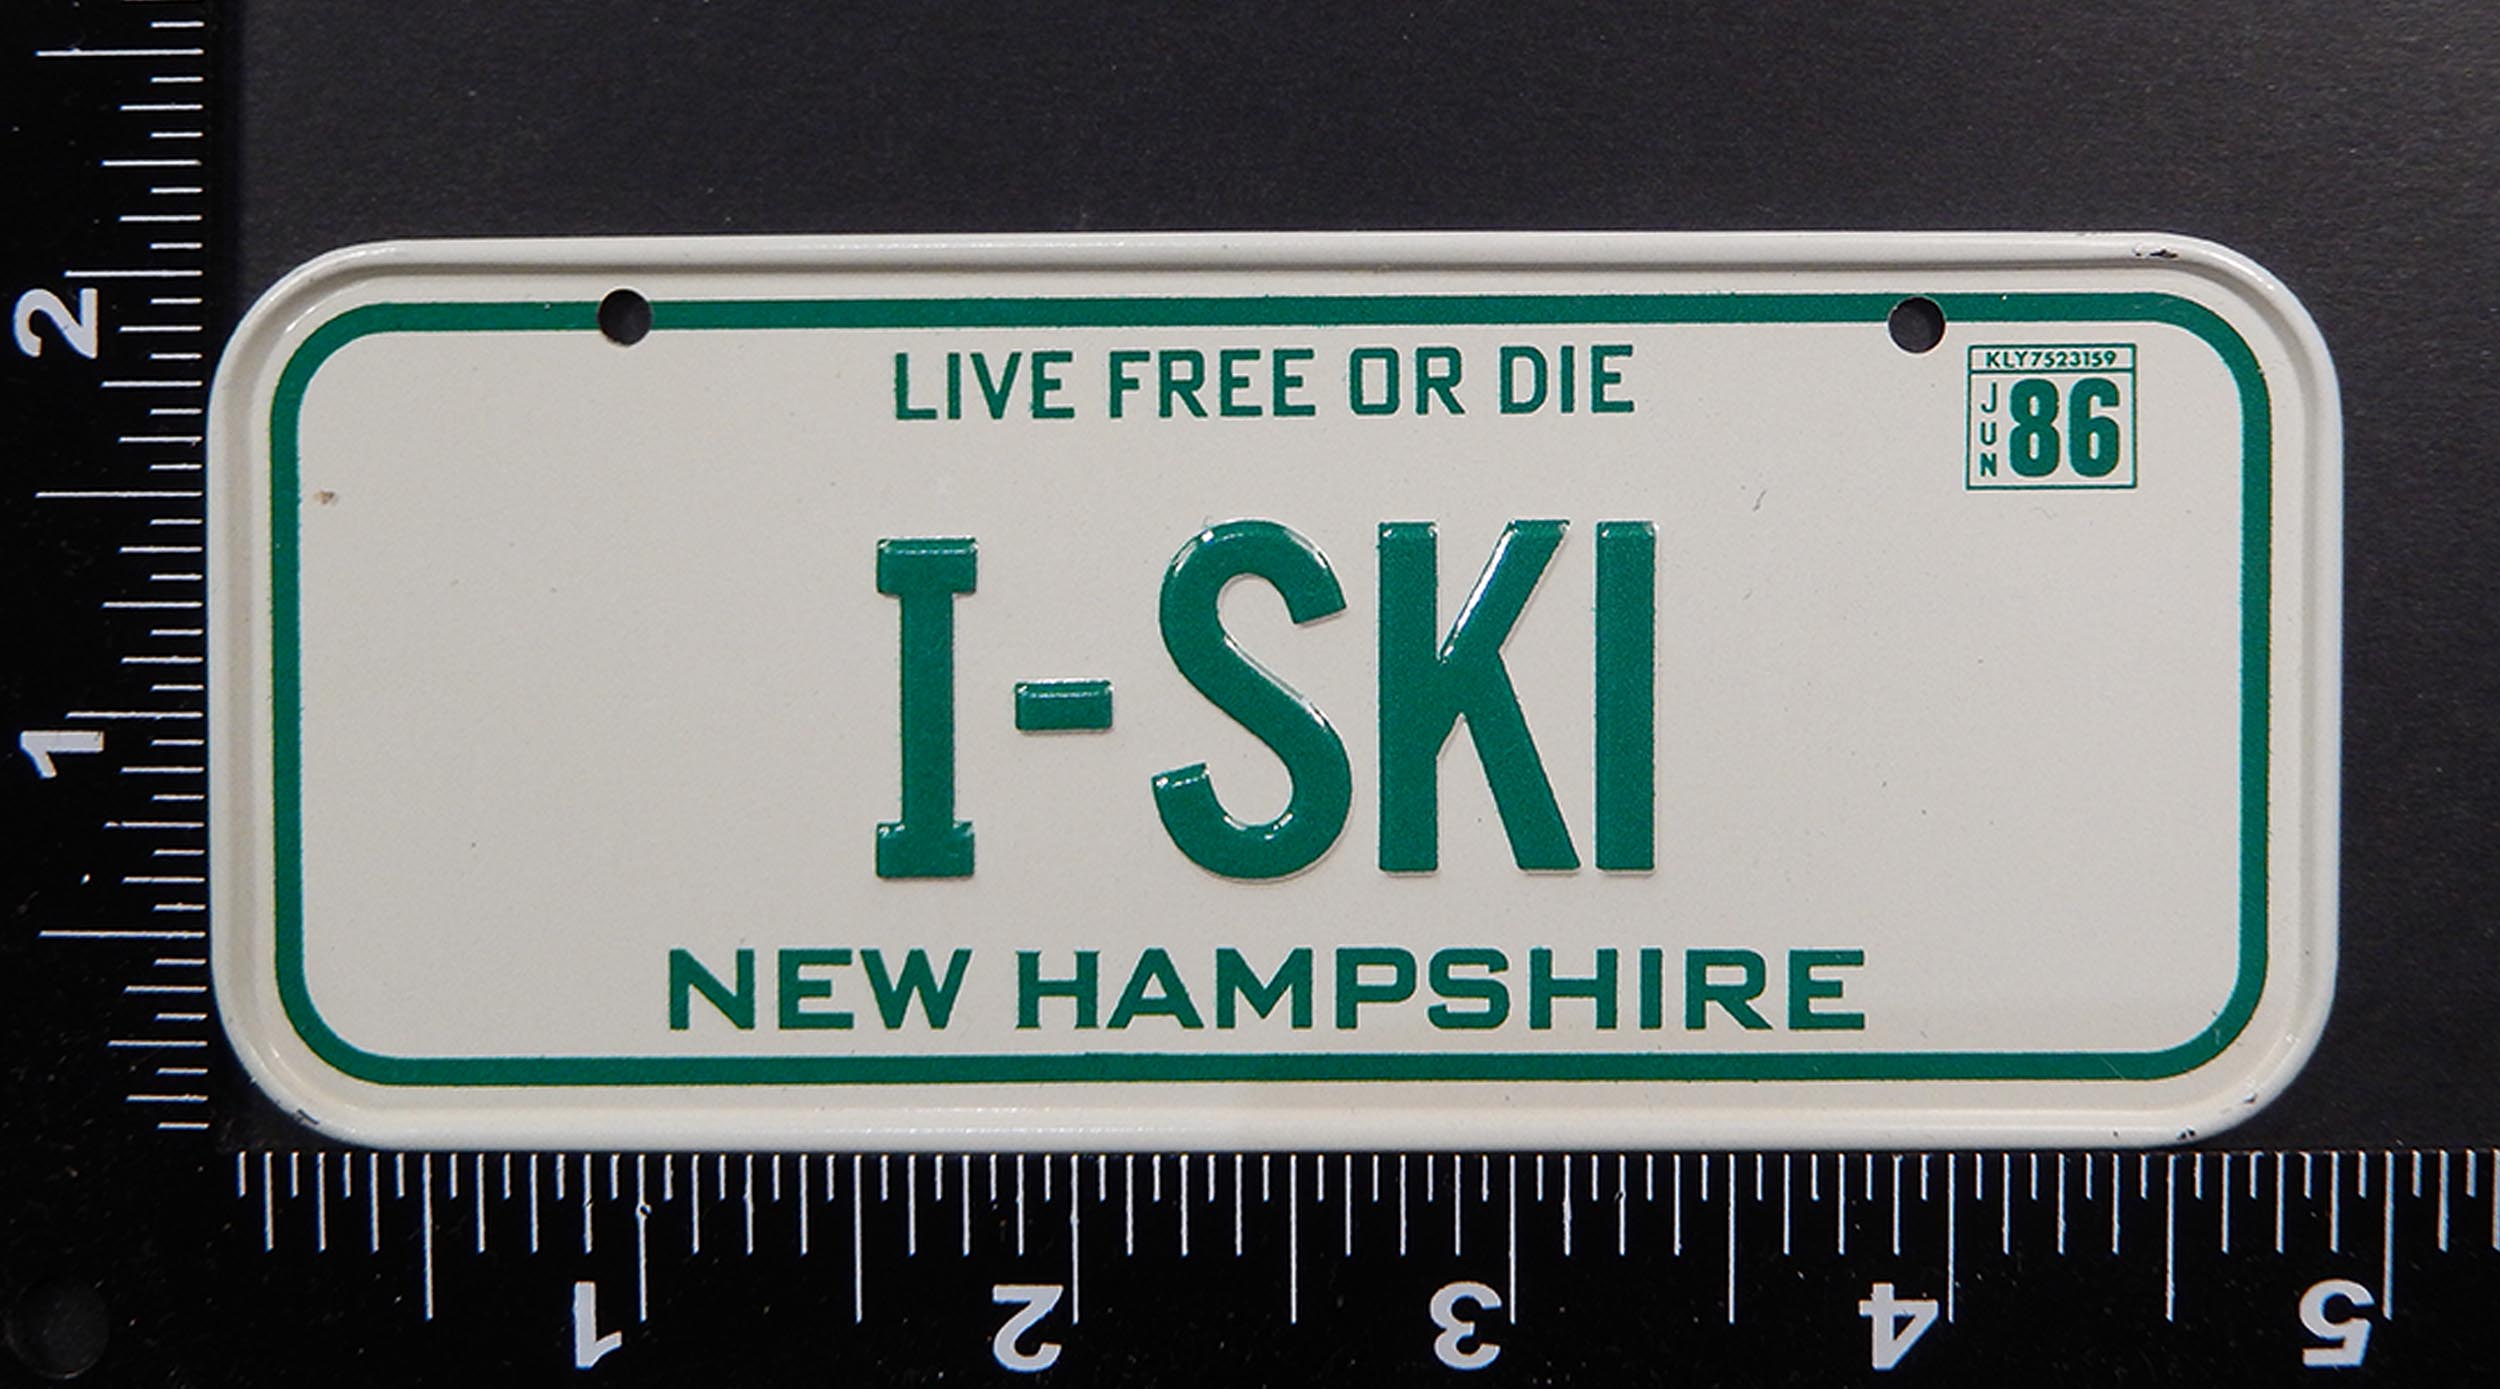 LIVE FREE OR DIE
KLY7523159
JUN 86
I-SKI
NEW HAMPSHIRE
2
1
1 2 3 4 5